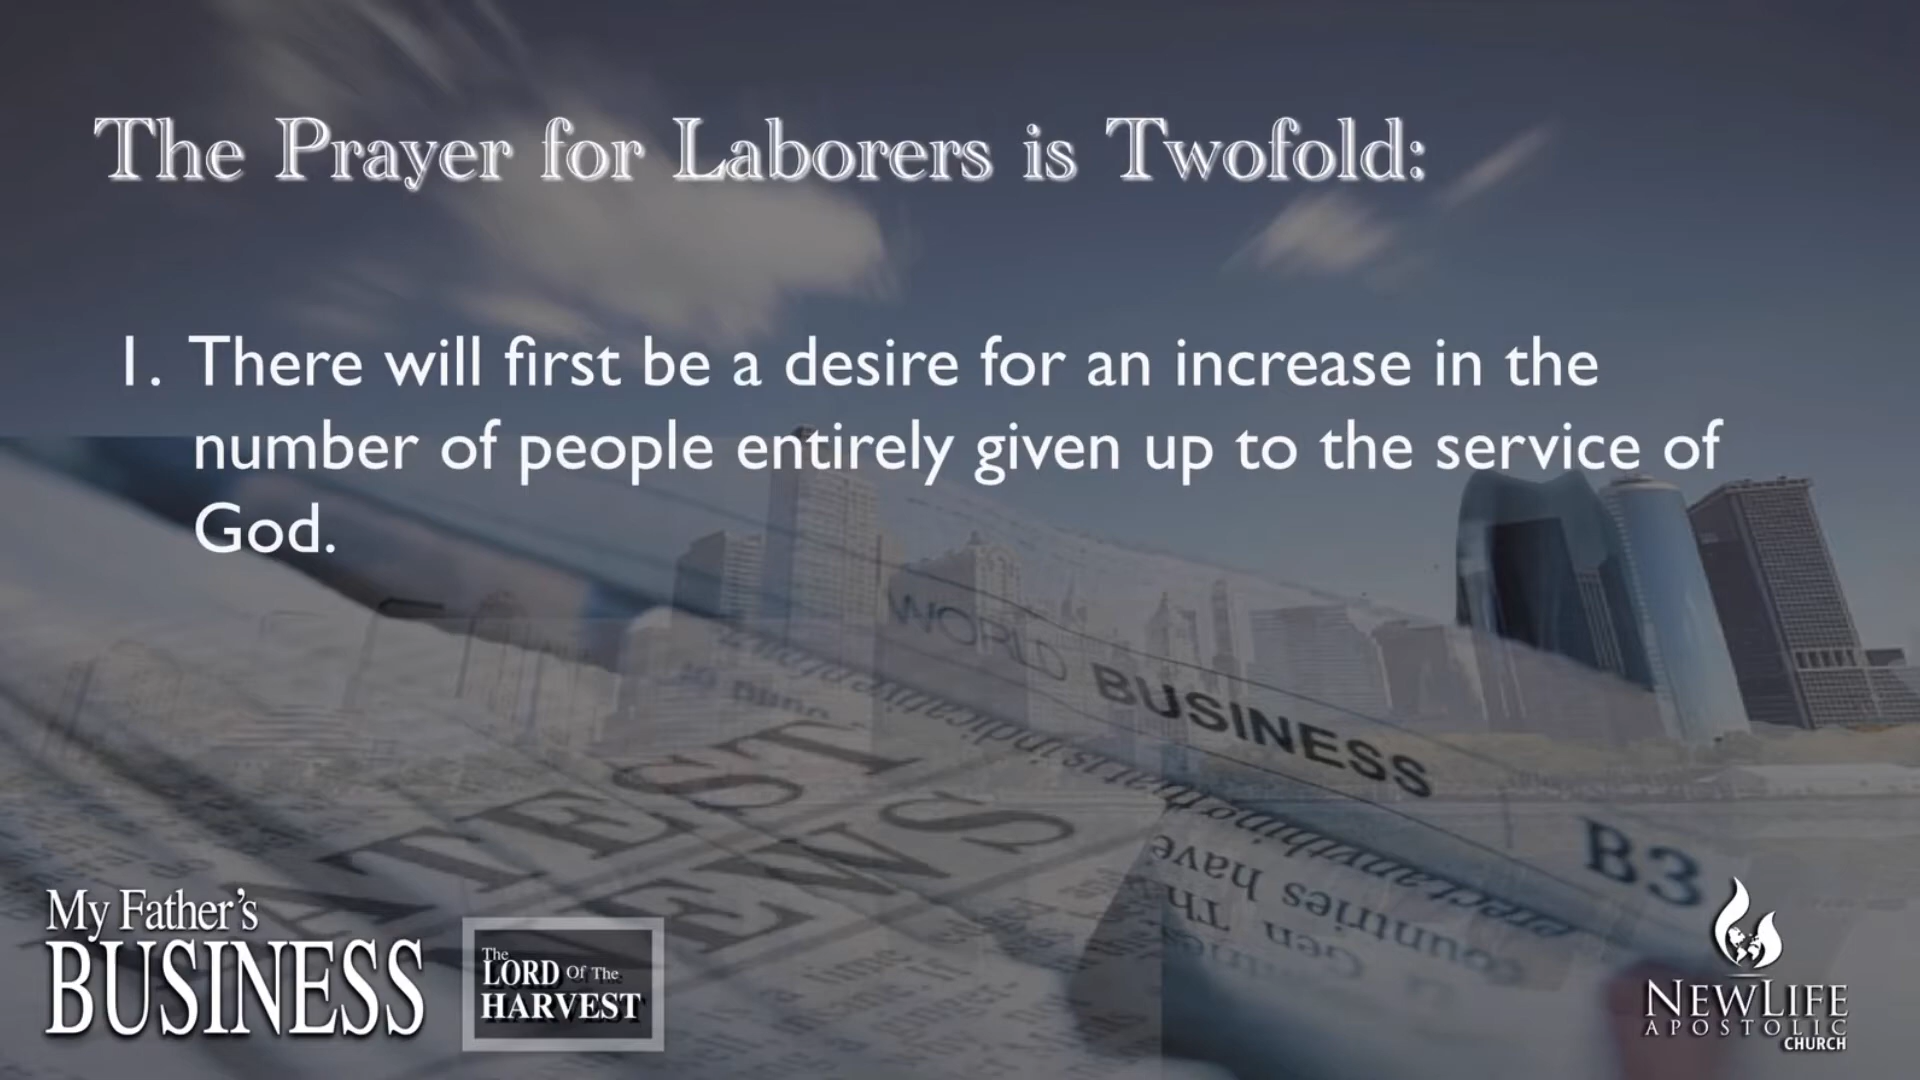 The Prayer for Laborers is Twofold:
1. There will first be a desire for an increase in the
number of people entirely given up to the service of
God.
WORLD BUSINESS
B3
LATEST
NEWS
countries have
My Father's
BUSINESS
The
LORD Of The
HARVEST
NEWLIFE
APOSTOLIC
CHURCH